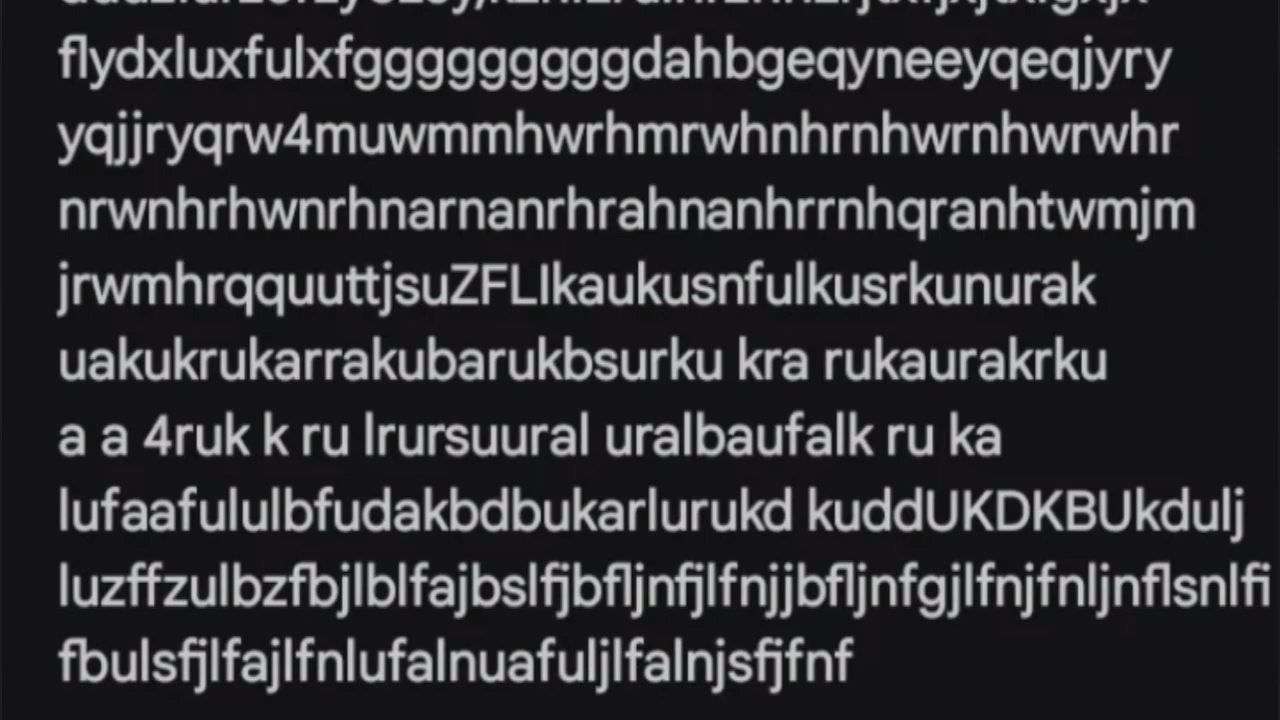 flydxluxfulxfgggggggggdahbgeqyneeyqeqjyry
yqjjryqrw4muwmmhwrhmrwhnhrnhwrnhwrwhr
nrwnhrhwnrhnarnanrhrahnanhrrnhqranhtwmjm
jrwmhrqquuttjsuZFLIkaukusnfulkusrkunurak
uakukrukarrakubarukbsurku kra rukaurakrku
a a 4ruk k ru lrursuural uralbaufalk ru ka
lufaafululbfudakbdbukarlurukd kuddUKDKBUkdulj
luzffzulbzfbjlblfajbslfjbfljnfjlfnjjbfljnfgjlfnjfnljnflsnlfi
fbulsfjlfajlfnlufalnuafuljlfalnjsfjfnf